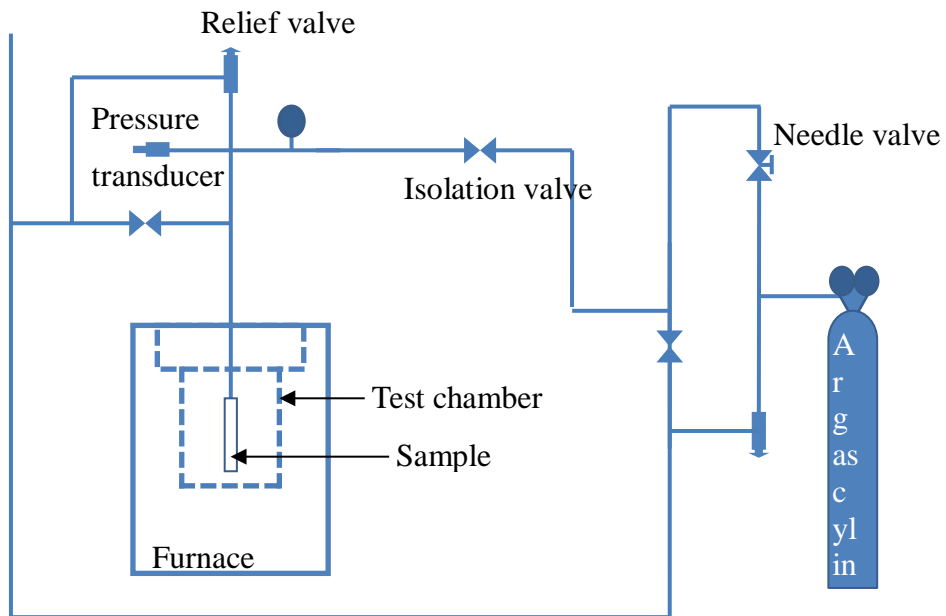 Relief valve
Pressure
transducer
Needle valve
Isolation valve
Test chamber
Sample
Furnace
A
r
g
as
c
yl
in